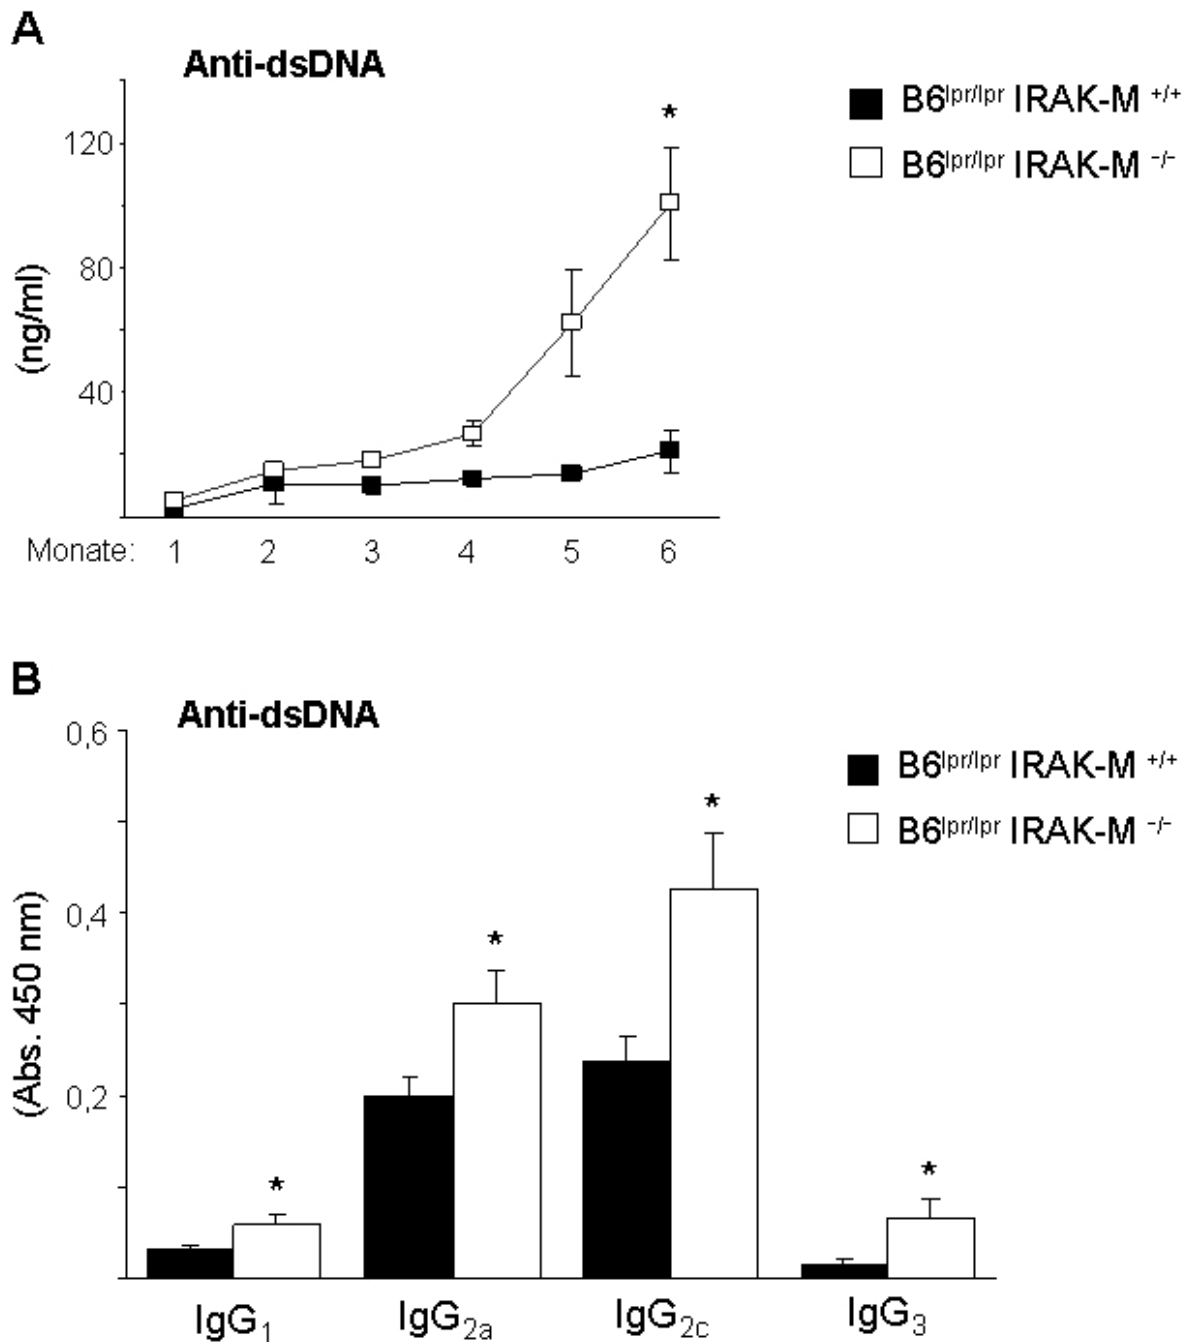 A
Anti-dsDNA
B6lpr/lpr IRAK-M +/+
B6lpr/lpr IRAK-M -/-
*
120
80
40
(ng/ml)
Monate: 1 2 3 4 5 6
B
Anti-dsDNA
B6lpr/lpr IRAK-M +/+
B6lpr/lpr IRAK-M -/-
0,6
0,4
0,2
(Abs. 450 nm)
* * * *
IgG1 IgG2a IgG2c IgG3